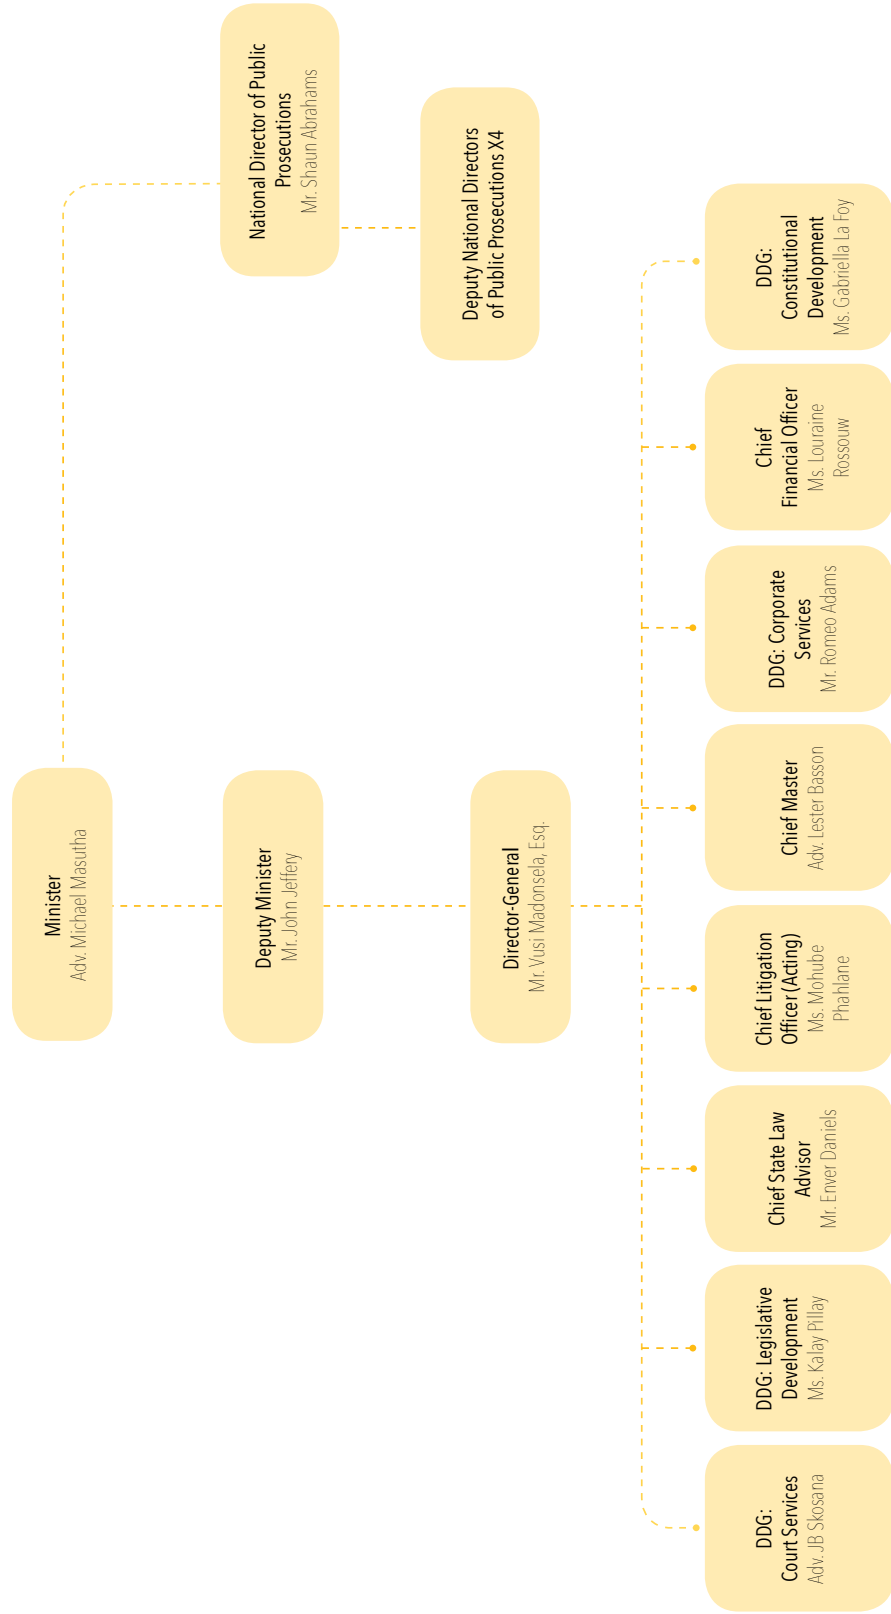 Minister
Adv. Michael Masutha
Deputy Minister
Mr. John Jeffery
National Director of Public
Prosecutions
Mr. Shaun Abrahams
Deputy National Directors
of Public Prosecutions X4
Director-General
Mr. Vusi Madonsela, Esq.
DDG:
Court Services
Adv. JB Skosana
DDG: Legislative
Development
Ms. Kalay Pillay
Chief State Law
Advisor
Mr. Enver Daniels
Chief Litigation
Officer (Acting)
Ms. Mohube
Phahlane
Chief Master
Adv. Lester Basson
DDG: Corporate
Services
Mr. Romeo Adams
Chief
Financial Officer
Ms. Louraine
Rossouw
DDG:
Constitutional
Development
Ms. Gabriella La Foy